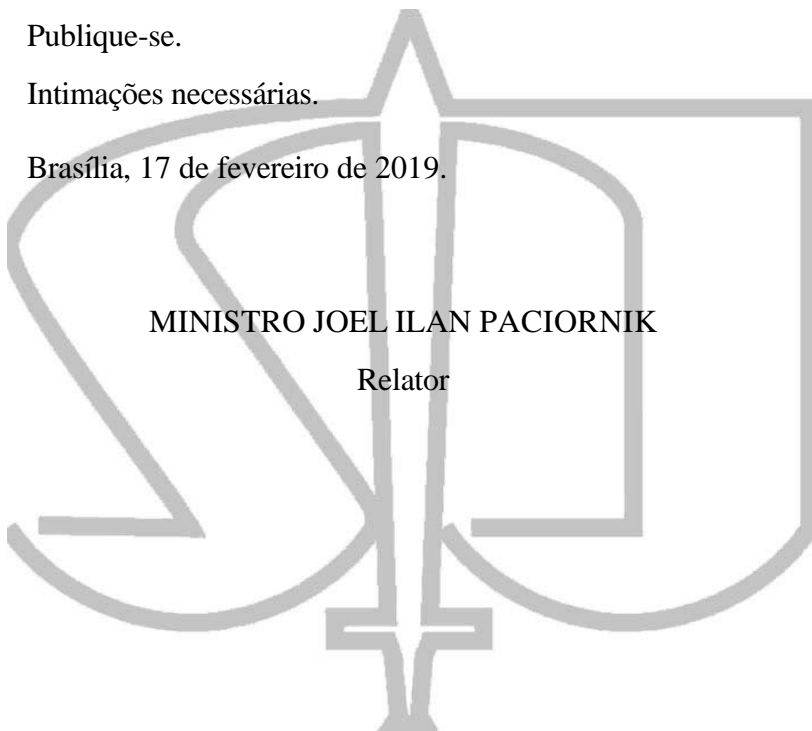 Publique-se.
Intimações necessárias.
Brasília, 17 de fevereiro de 2019.
MINISTRO JOEL ILAN PACIORNIK
Relator